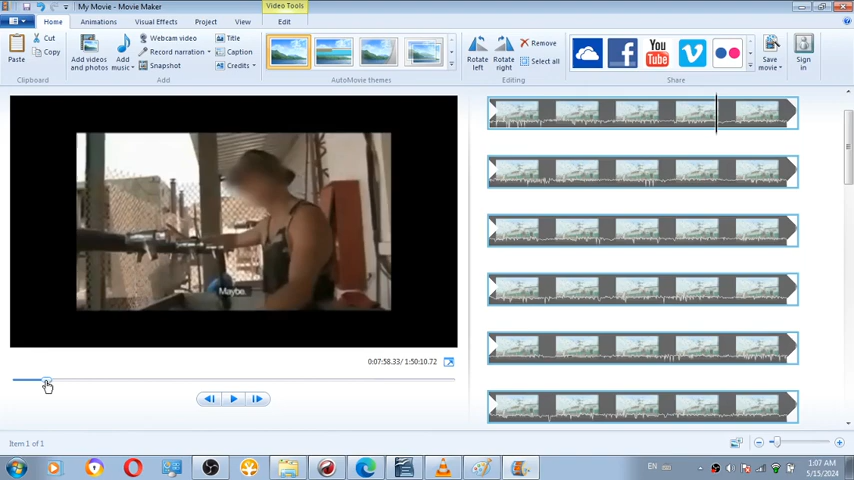 My Movie - Movie Maker
Video Tools
Home
Animations
Visual Effects
Project
View
Edit
Paste
Cut
Copy
Clipboard
Add videos
and photos
Add
music
Webcam video
Record narration
Snapshot
Title
Caption
Credits
Add
AutoMovie themes
Rotate
left
Rotate
right
Remove
Select all
Editing
You
Tube
Share
Save
movie
Sign
in
Maybe.
0:07:58.33/ 1:50:10.72
Item 1 of 1
EN
1:07 AM
5/15/2024